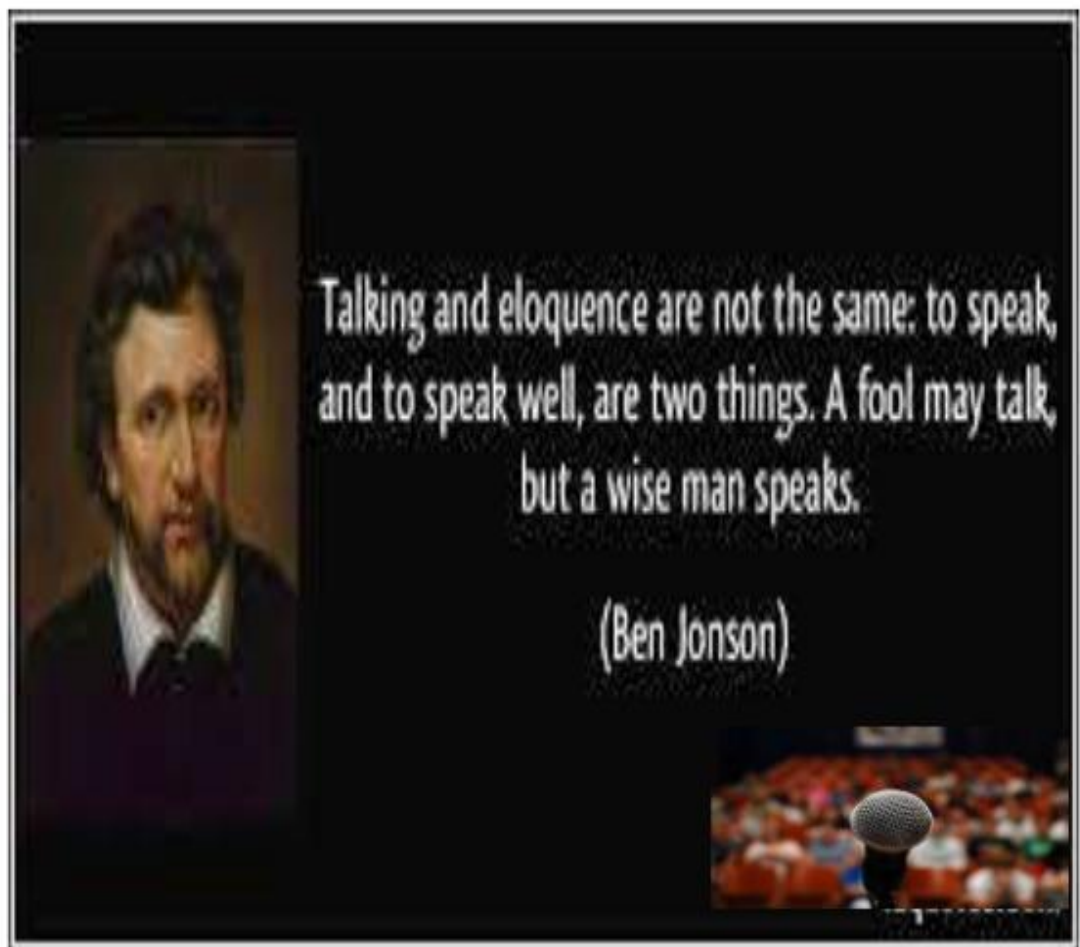 Talking and eloquence are not the same: to speak,
and to speak well, are two things. A fool may talk,
but a wise man speaks.
(Ben Jonson)